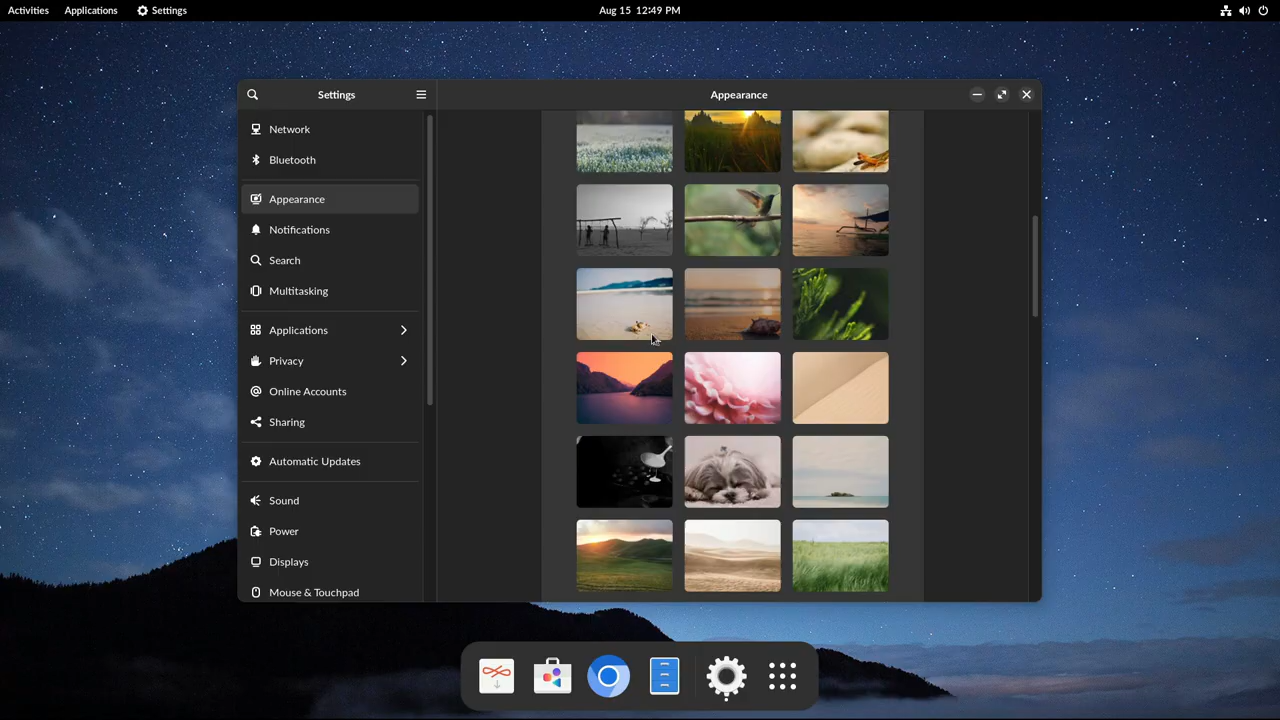 Activities Applications Settings Aug 15 12:49 PM
Settings Appearance
Network
Bluetooth
Appearance
Notifications
Search
Multitasking
Applications
Privacy
Online Accounts
Sharing
Automatic Updates
Sound
Power
Displays
Mouse & Touchpad